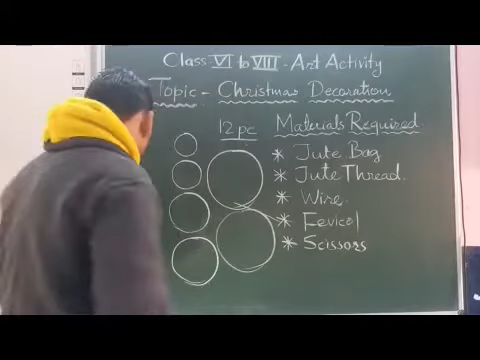 Class VI to VIII - Art Activity
Topic - Christmas Decoration
12 pc
Materials Required
* Jute Bag
* Jute Thread.
* Wire.
* Fevicol
* Scissors